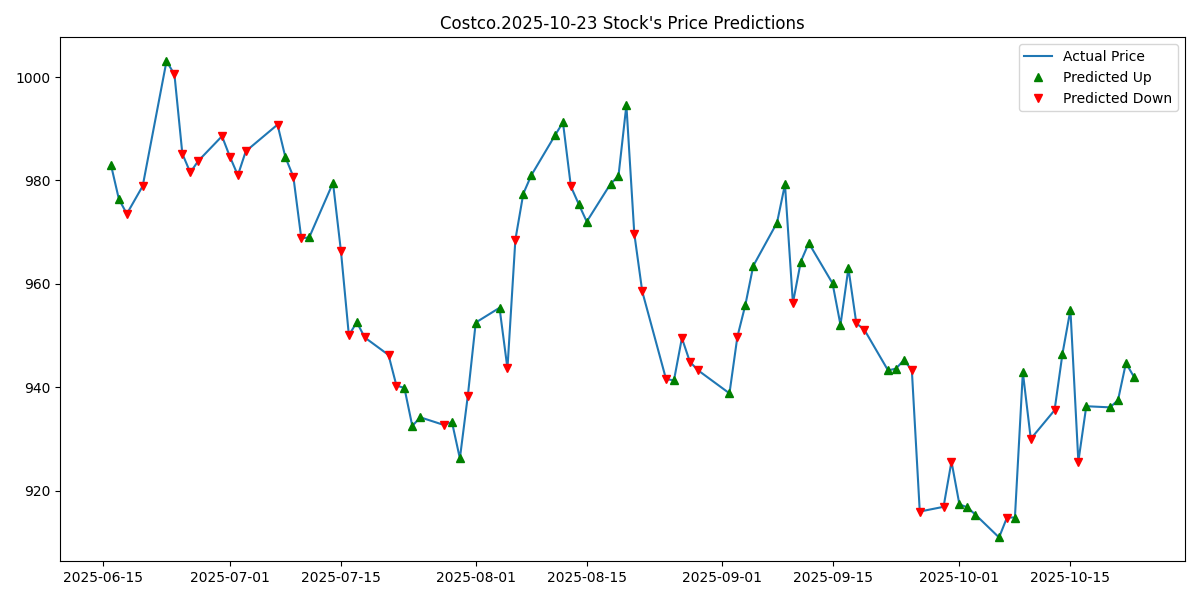 Costco.2025-10-23 Stock's Price Predictions
Actual Price
Predicted Up
Predicted Down
1000
980
960
940
920
2025-06-15 2025-07-01 2025-07-15 2025-08-01 2025-08-15 2025-09-01 2025-09-15 2025-10-01 2025-10-15